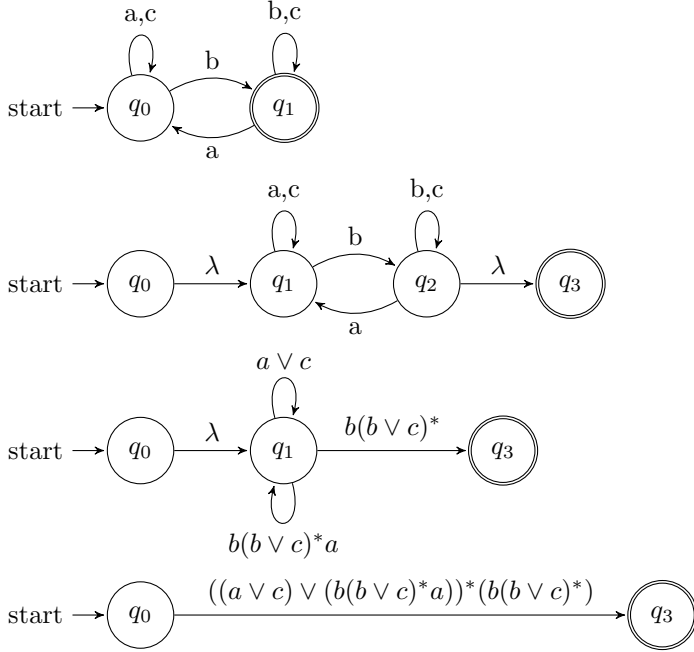 a,c b,c
b
start q₀ q₁
a
a,c b,c
b
start q₀ λ q₁ q₂ λ q₃
a
a ∨ c
start q₀ λ q₁ b(b ∨ c)* q₃
b(b ∨ c)*a
start q₀ ((a ∨ c) ∨ (b(b ∨ c)*a))*(b(b ∨ c)*) q₃